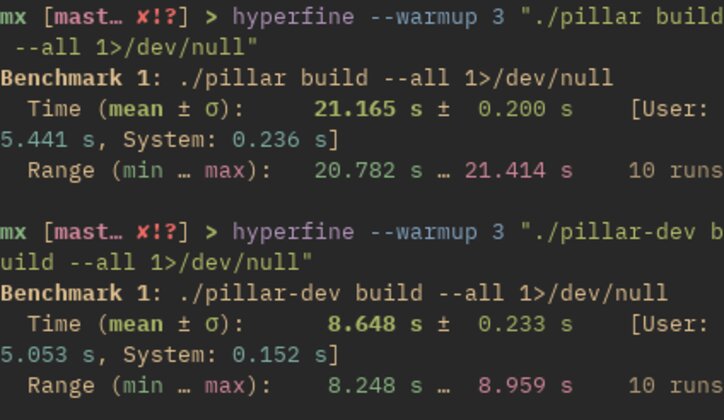 mx [mast… ✘!?] > hyperfine --warmup 3 "./pillar build
 --all 1>/dev/null"
Benchmark 1: ./pillar build --all 1>/dev/null
  Time (mean ± σ):     21.165 s ±  0.200 s    [User:
5.441 s, System: 0.236 s]
  Range (min … max):   20.782 s … 21.414 s    10 runs

mx [mast… ✘!?] > hyperfine --warmup 3 "./pillar-dev b
uild --all 1>/dev/null"
Benchmark 1: ./pillar-dev build --all 1>/dev/null
  Time (mean ± σ):      8.648 s ±  0.233 s    [User:
5.053 s, System: 0.152 s]
  Range (min … max):    8.248 s …  8.959 s    10 runs